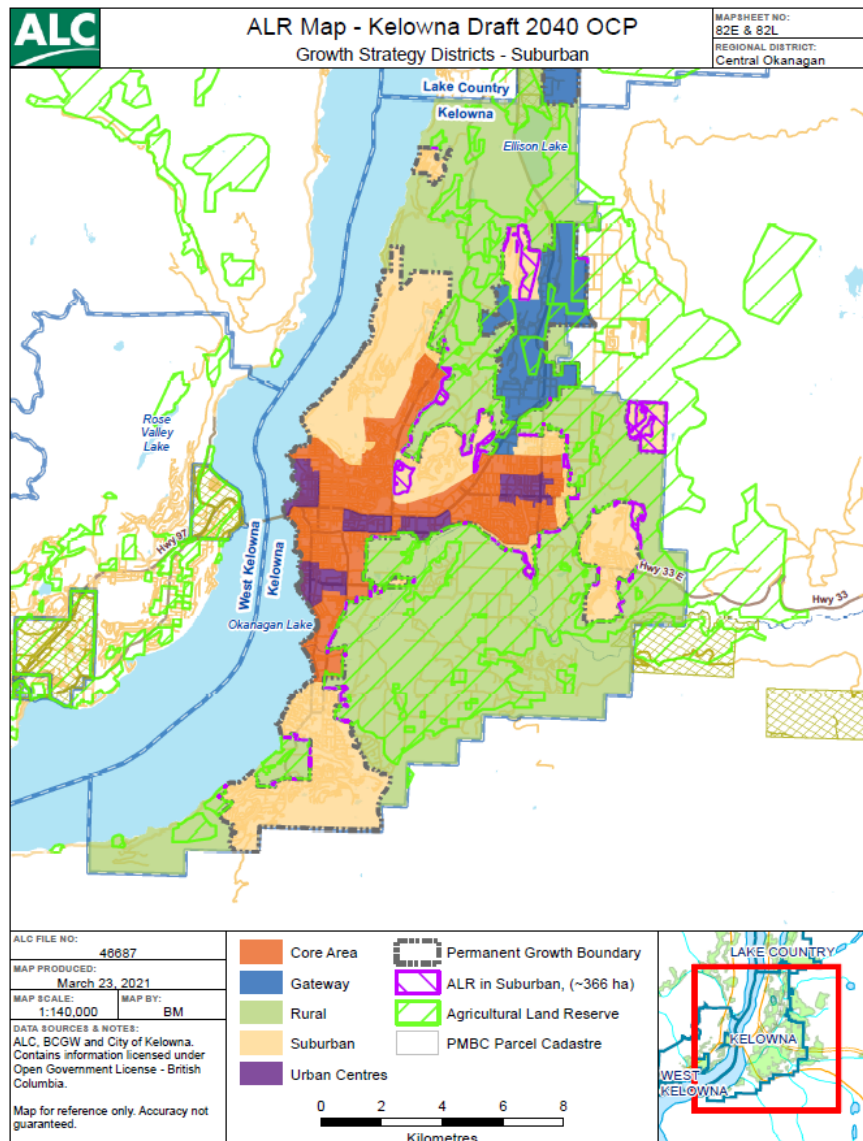 ALC
ALR Map - Kelowna Draft 2040 OCP
Growth Strategy Districts - Suburban
MAPSHEET NO:
82E & 82L
REGIONAL DISTRICT:
Central Okanagan
Lake Country
Kelowna
Ellison Lake
Rose
Valley
Lake
Hwy 97
West Kelowna
Kelowna
Okanagan Lake
Hwy 33 E
Hwy 33
ALC FILE NO:
46687
MAP PRODUCED:
March 23, 2021
MAP SCALE:
1:140,000
MAP BY:
BM
DATA SOURCES & NOTES:
ALC, BCGW and City of Kelowna.
Contains information licensed under
Open Government License - British
Columbia.
Map for reference only. Accuracy not
guaranteed.
Core Area
Gateway
Rural
Suburban
Urban Centres
Permanent Growth Boundary
ALR in Suburban, (~366 ha)
Agricultural Land Reserve
PMBC Parcel Cadastre
0 2 4 6 8
Kilometres
LAKE COUNTRY
KELOWNA
WEST
KELOWNA